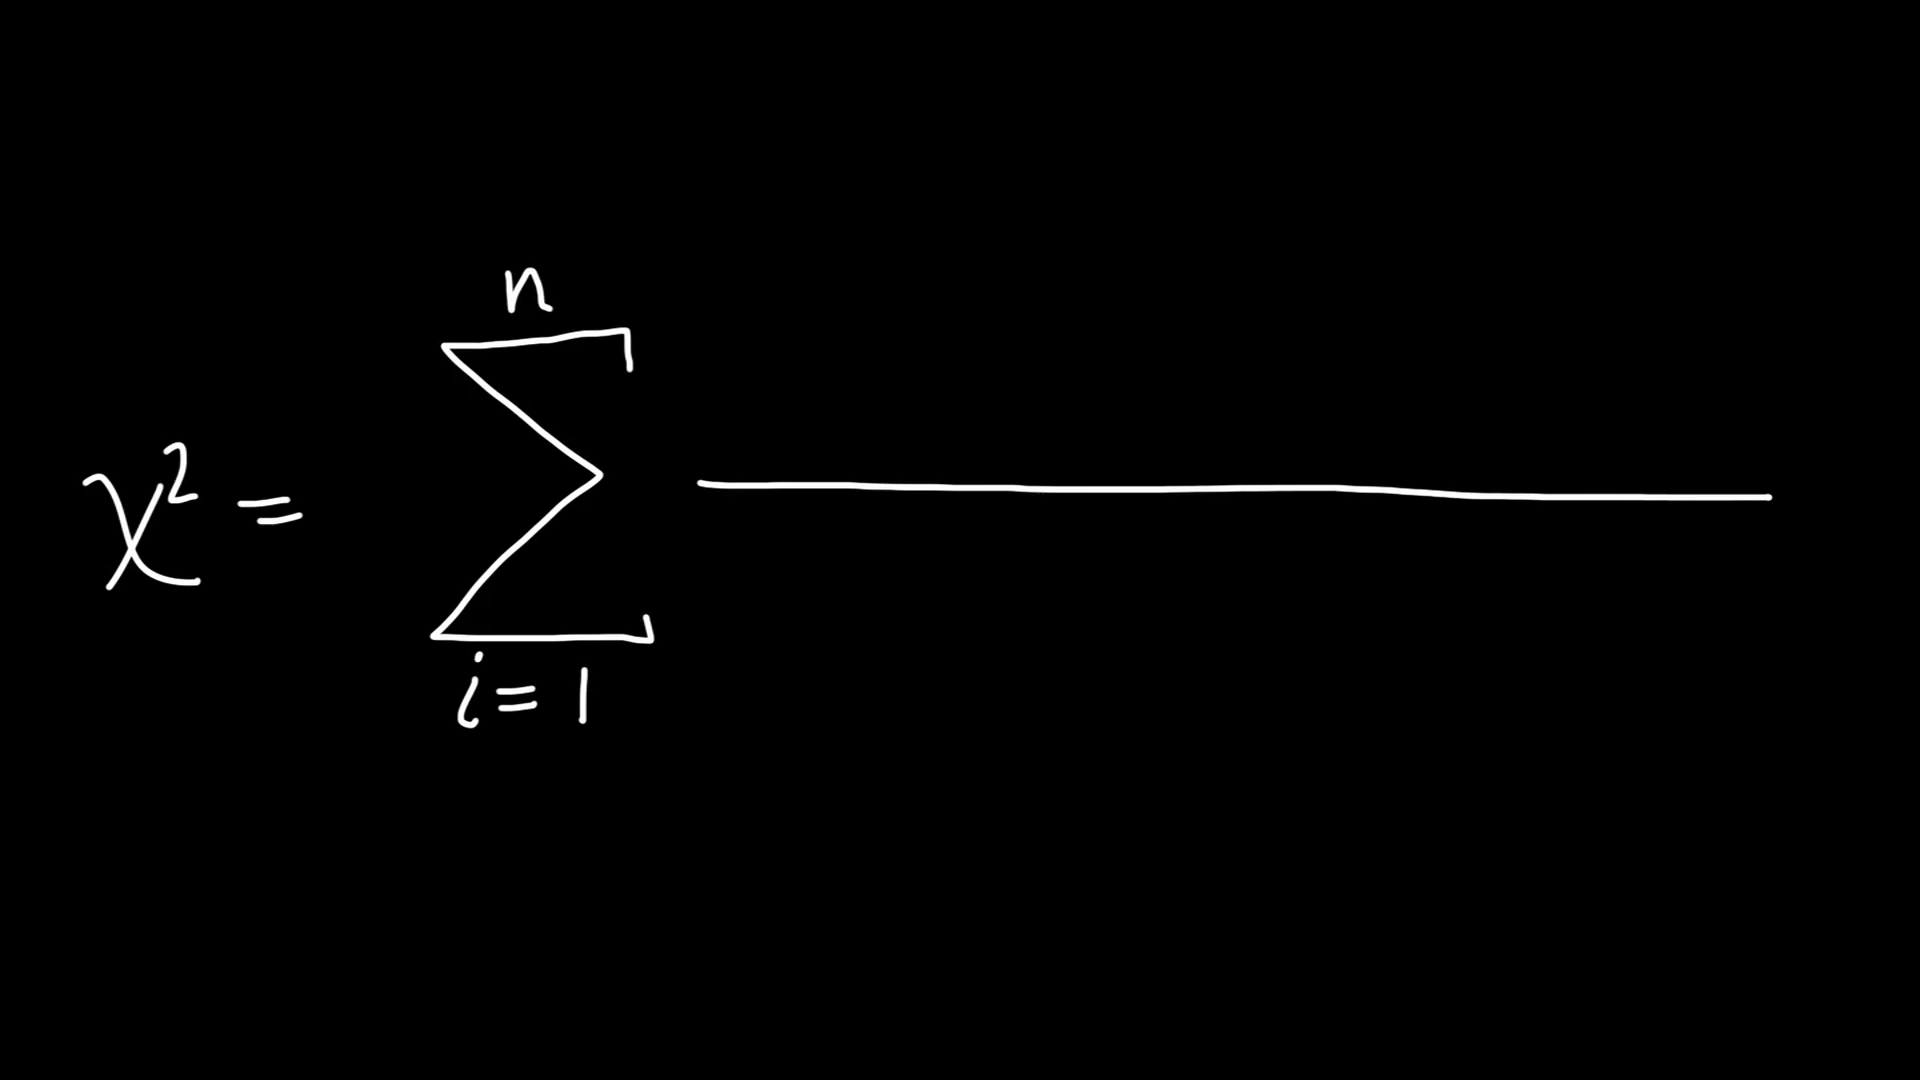 n
χ² = ∑ ―
i = 1